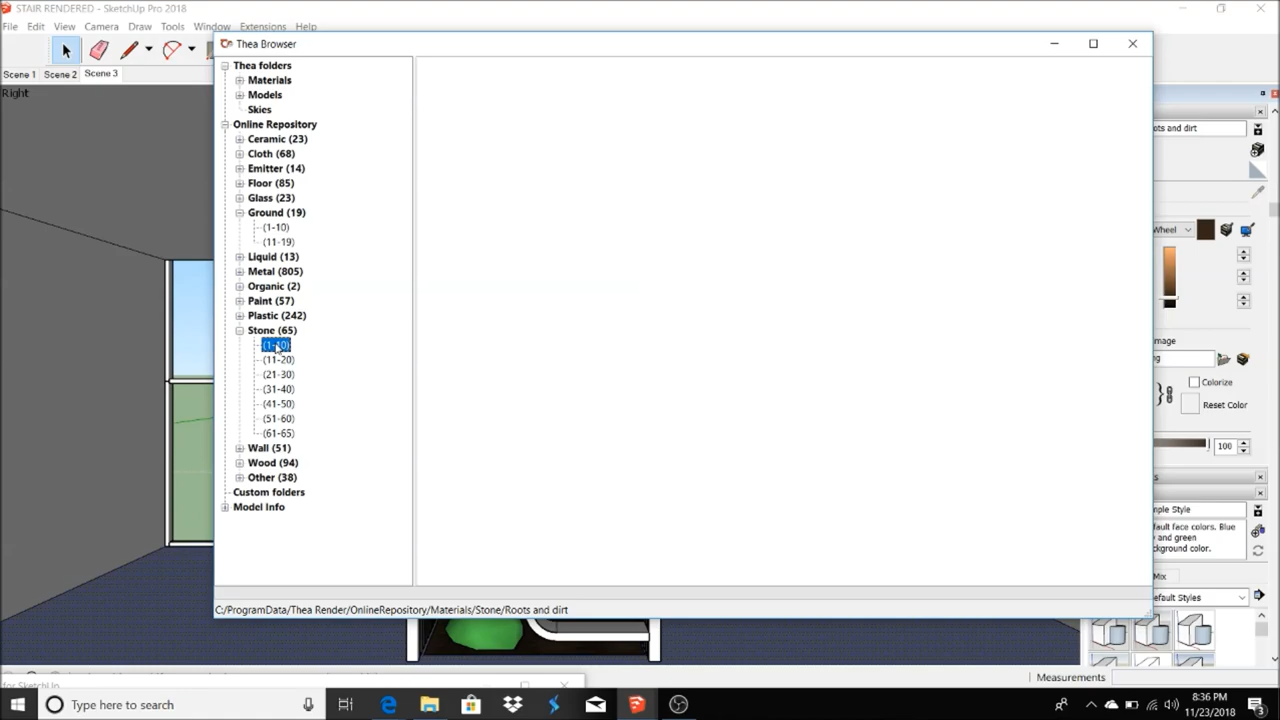 STAIR RENDERED - SketchUp Pro 2018
File Edit View Camera Draw Tools Window Extensions Help
Scene 1 Scene 2 Scene 3
Right
Thea Browser
Thea folders
Materials
Models
Skies
Online Repository
Ceramic (23)
Cloth (68)
Emitter (14)
Floor (85)
Glass (23)
Ground (19)
(1-10)
(11-19)
Liquid (13)
Metal (805)
Organic (2)
Paint (57)
Plastic (242)
Stone (65)
(1-10)
(11-20)
(21-30)
(31-40)
(41-50)
(51-60)
(61-65)
Wall (51)
Wood (94)
Other (38)
Custom folders
Model Info
C:/ProgramData/Thea Render/OnlineRepository/Materials/Stone/Roots and dirt
ots and dirt
Wheel
mage
ng
Colorize
Reset Color
100
mple Style
fault face colors. Blue
y and green
ckground color.
Mix
efault Styles
Measurements
for SketchUp
Type here to search
8:36 PM
11/23/2018
3